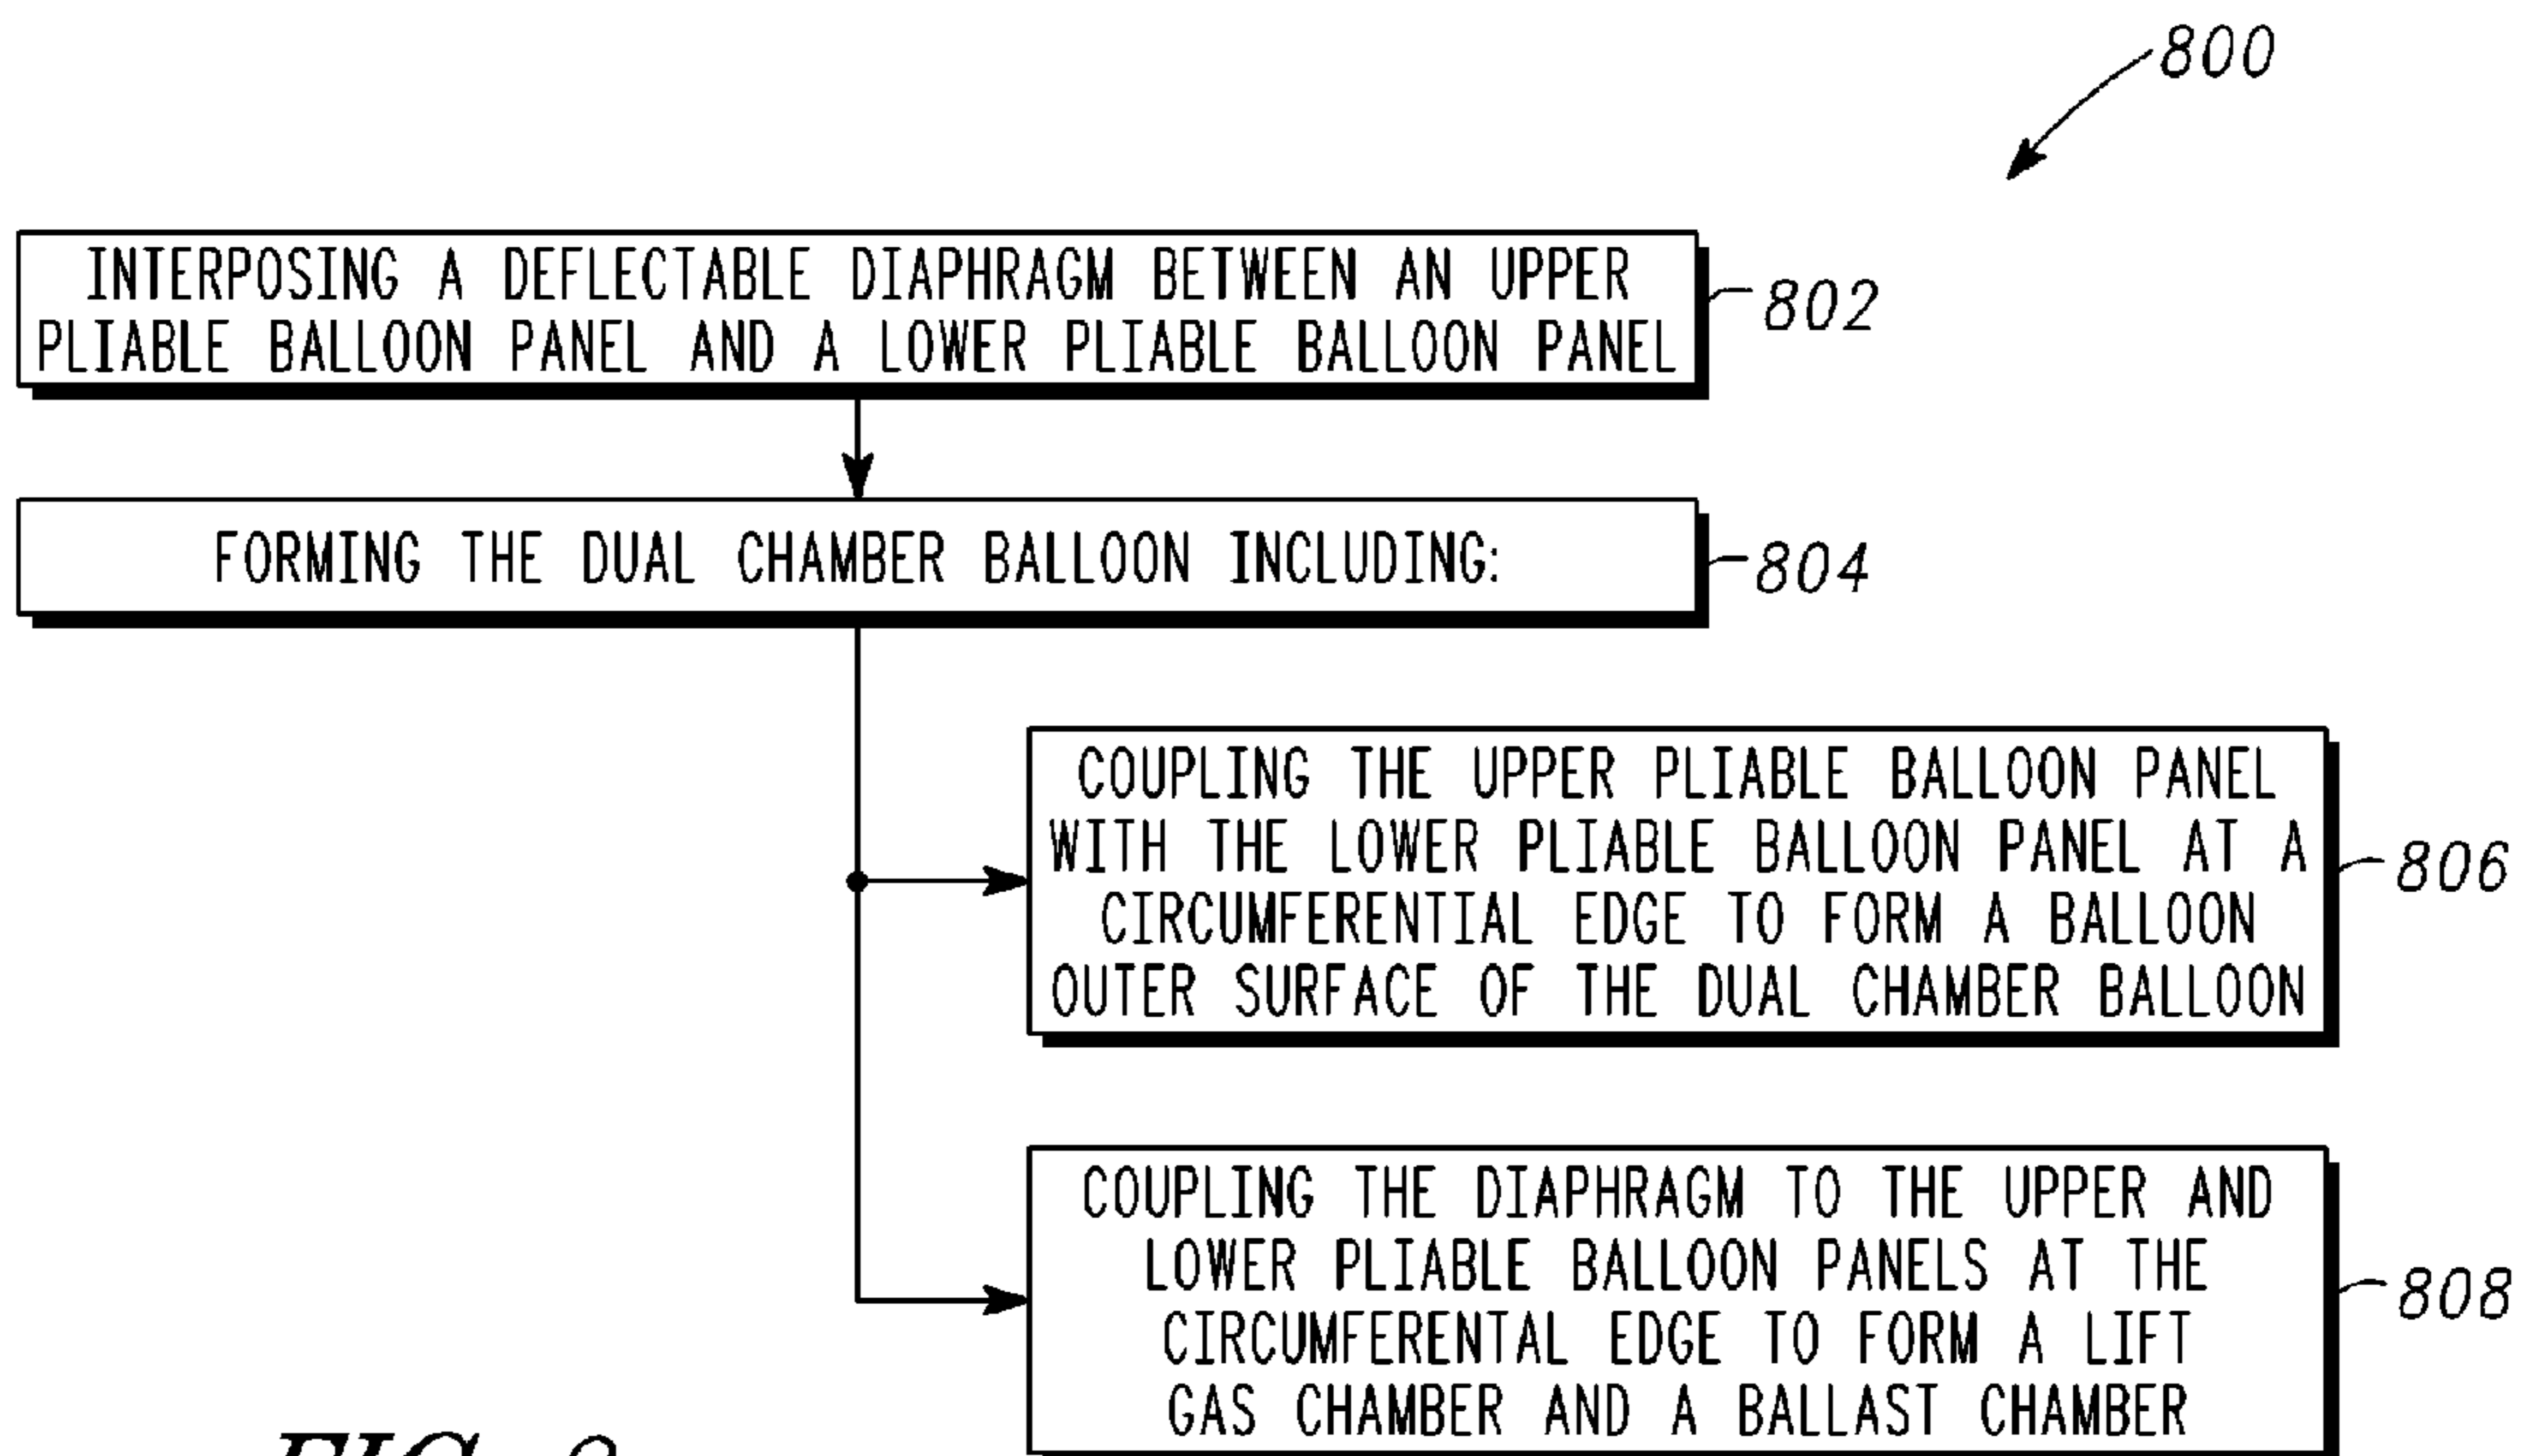 800
INTERPOSING A DEFLECTABLE DIAPHRAGM BETWEEN AN UPPER
PLIABLE BALLOON PANEL AND A LOWER PLIABLE BALLOON PANEL
802
FORMING THE DUAL CHAMBER BALLOON INCLUDING:
804
COUPLING THE UPPER PLIABLE BALLOON PANEL
WITH THE LOWER PLIABLE BALLOON PANEL AT A
CIRCUMFERENTIAL EDGE TO FORM A BALLOON
OUTER SURFACE OF THE DUAL CHAMBER BALLOON
806
COUPLING THE DIAPHRAGM TO THE UPPER AND
LOWER PLIABLE BALLOON PANELS AT THE
CIRCUMFERENTAL EDGE TO FORM A LIFT
GAS CHAMBER AND A BALLAST CHAMBER
808
FIG.